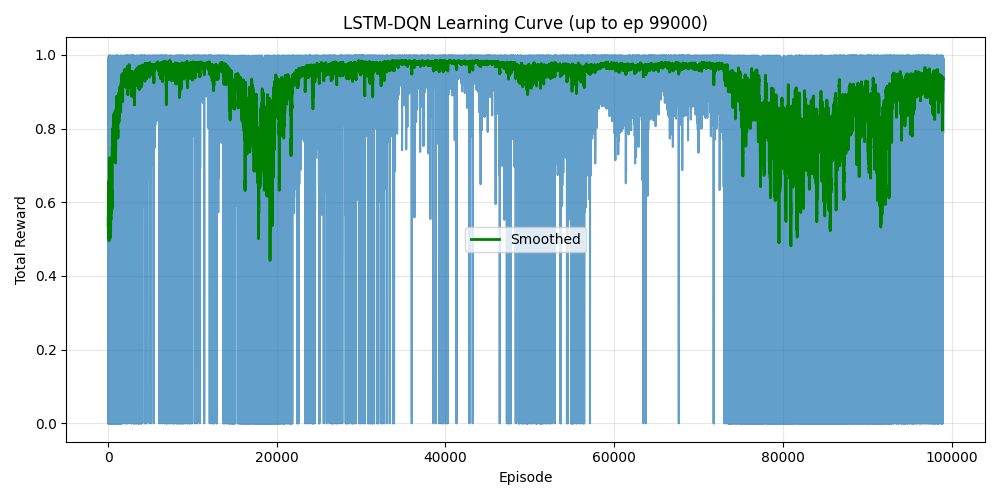 LSTM-DQN Learning Curve (up to ep 99000)
Total Reward
1.0
0.8
0.6
0.4
0.2
0.0
Smoothed
0 20000 40000 60000 80000 100000
Episode